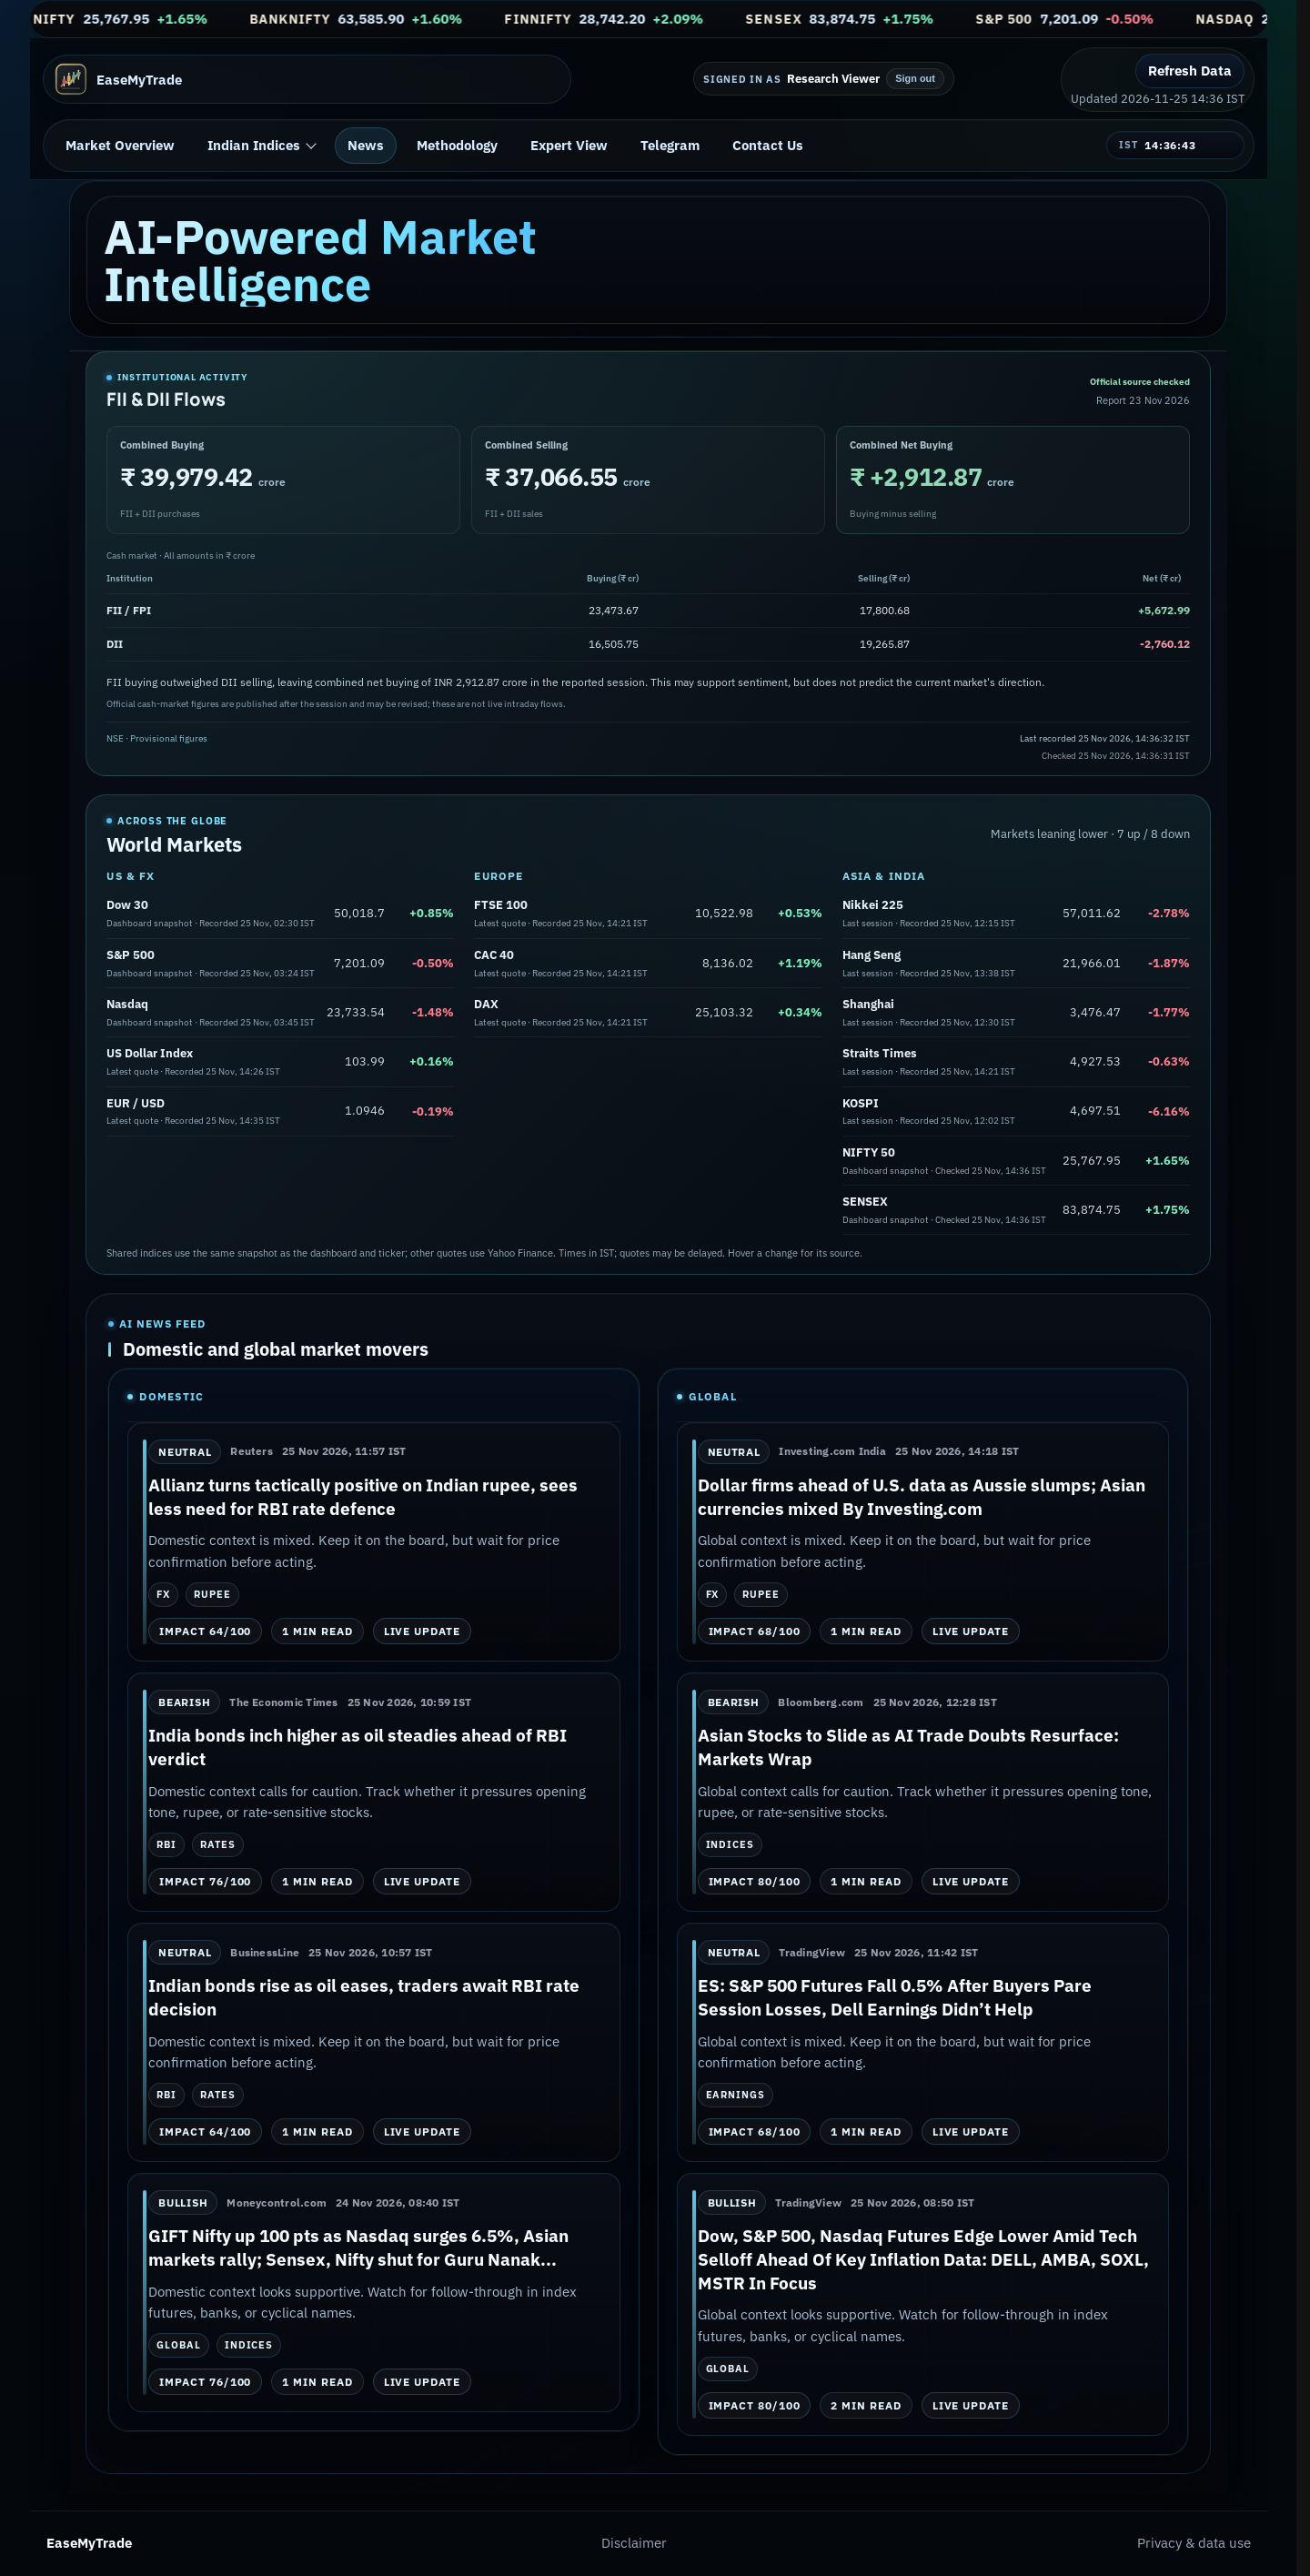 NIFTY 25,767.95 +1.65% BANKNIFTY 63,585.90 +1.60% FINNIFTY 28,742.20 +2.09% SENSEX 83,874.75 +1.75% S&P 500 7,201.09 -0.50% NASDAQ
EaseMyTrade
SIGNED IN AS Research Viewer Sign out
Refresh Data
Updated 2026-11-25 14:36 IST
Market Overview Indian Indices News Methodology Expert View Telegram Contact Us IST 14:36:43
AI-Powered Market
Intelligence
INSTITUTIONAL ACTIVITY
FII & DII Flows
Official source checked
Report 23 Nov 2026
Combined Buying
₹ 39,979.42 crore
FII + DII purchases
Combined Selling
₹ 37,066.55 crore
FII + DII sales
Combined Net Buying
₹ +2,912.87 crore
Buying minus selling
Cash market · All amounts in ₹ crore
Institution Buying (₹ cr) Selling (₹ cr) Net (₹ cr)
FII / FPI 23,473.67 17,800.68 +5,672.99
DII 16,505.75 19,265.87 -2,760.12
FII buying outweighed DII selling, leaving combined net buying of INR 2,912.87 crore in the reported session. This may support sentiment, but does not predict the current market's direction.
Official cash-market figures are published after the session and may be revised; these are not live intraday flows.
NSE · Provisional figures
Last recorded 25 Nov 2026, 14:36:32 IST
Checked 25 Nov 2026, 14:36:31 IST
ACROSS THE GLOBE
World Markets
Markets leaning lower · 7 up / 8 down
US & FX
Dow 30 50,018.7 +0.85%
Dashboard snapshot · Recorded 25 Nov, 02:30 IST
S&P 500 7,201.09 -0.50%
Dashboard snapshot · Recorded 25 Nov, 03:24 IST
Nasdaq 23,733.54 -1.48%
Dashboard snapshot · Recorded 25 Nov, 03:45 IST
US Dollar Index 103.99 +0.16%
Latest quote · Recorded 25 Nov, 14:26 IST
EUR / USD 1.0946 -0.19%
Latest quote · Recorded 25 Nov, 14:35 IST
EUROPE
FTSE 100 10,522.98 +0.53%
Latest quote · Recorded 25 Nov, 14:21 IST
CAC 40 8,136.02 +1.19%
Latest quote · Recorded 25 Nov, 14:21 IST
DAX 25,103.32 +0.34%
Latest quote · Recorded 25 Nov, 14:21 IST
ASIA & INDIA
Nikkei 225 57,011.62 -2.78%
Last session · Recorded 25 Nov, 12:15 IST
Hang Seng 21,966.01 -1.87%
Last session · Recorded 25 Nov, 13:38 IST
Shanghai 3,476.47 -1.77%
Last session · Recorded 25 Nov, 12:30 IST
Straits Times 4,927.53 -0.63%
Last session · Recorded 25 Nov, 14:21 IST
KOSPI 4,697.51 -6.16%
Last session · Recorded 25 Nov, 12:02 IST
NIFTY 50 25,767.95 +1.65%
Dashboard snapshot · Checked 25 Nov, 14:36 IST
SENSEX 83,874.75 +1.75%
Dashboard snapshot · Checked 25 Nov, 14:36 IST
Shared indices use the same snapshot as the dashboard and ticker; other quotes use Yahoo Finance. Times in IST; quotes may be delayed. Hover a change for its source.
AI NEWS FEED
Domestic and global market movers
DOMESTIC
NEUTRAL Reuters 25 Nov 2026, 11:57 IST
Allianz turns tactically positive on Indian rupee, sees
less need for RBI rate defence
Domestic context is mixed. Keep it on the board, but wait for price
confirmation before acting.
FX RUPEE
IMPACT 64/100 1 MIN READ LIVE UPDATE
BEARISH The Economic Times 25 Nov 2026, 10:59 IST
India bonds inch higher as oil steadies ahead of RBI
verdict
Domestic context calls for caution. Track whether it pressures opening
tone, rupee, or rate-sensitive stocks.
RBI RATES
IMPACT 76/100 1 MIN READ LIVE UPDATE
NEUTRAL BusinessLine 25 Nov 2026, 10:57 IST
Indian bonds rise as oil eases, traders await RBI rate
decision
Domestic context is mixed. Keep it on the board, but wait for price
confirmation before acting.
RBI RATES
IMPACT 64/100 1 MIN READ LIVE UPDATE
BULLISH Moneycontrol.com 24 Nov 2026, 08:40 IST
GIFT Nifty up 100 pts as Nasdaq surges 6.5%, Asian
markets rally; Sensex, Nifty shut for Guru Nanak...
Domestic context looks supportive. Watch for follow-through in index
futures, banks, or cyclical names.
GLOBAL INDICES
IMPACT 76/100 1 MIN READ LIVE UPDATE
GLOBAL
NEUTRAL Investing.com India 25 Nov 2026, 14:18 IST
Dollar firms ahead of U.S. data as Aussie slumps; Asian
currencies mixed By Investing.com
Global context is mixed. Keep it on the board, but wait for price
confirmation before acting.
FX RUPEE
IMPACT 68/100 1 MIN READ LIVE UPDATE
BEARISH Bloomberg.com 25 Nov 2026, 12:28 IST
Asian Stocks to Slide as AI Trade Doubts Resurface:
Markets Wrap
Global context calls for caution. Track whether it pressures opening tone,
rupee, or rate-sensitive stocks.
INDICES
IMPACT 80/100 1 MIN READ LIVE UPDATE
NEUTRAL TradingView 25 Nov 2026, 11:42 IST
ES: S&P 500 Futures Fall 0.5% After Buyers Pare
Session Losses, Dell Earnings Didn’t Help
Global context is mixed. Keep it on the board, but wait for price
confirmation before acting.
EARNINGS
IMPACT 68/100 1 MIN READ LIVE UPDATE
BULLISH TradingView 25 Nov 2026, 08:50 IST
Dow, S&P 500, Nasdaq Futures Edge Lower Amid Tech
Selloff Ahead Of Key Inflation Data: DELL, AMBA, SOXL,
MSTR In Focus
Global context looks supportive. Watch for follow-through in index
futures, banks, or cyclical names.
GLOBAL
IMPACT 80/100 2 MIN READ LIVE UPDATE
EaseMyTrade Disclaimer Privacy & data use